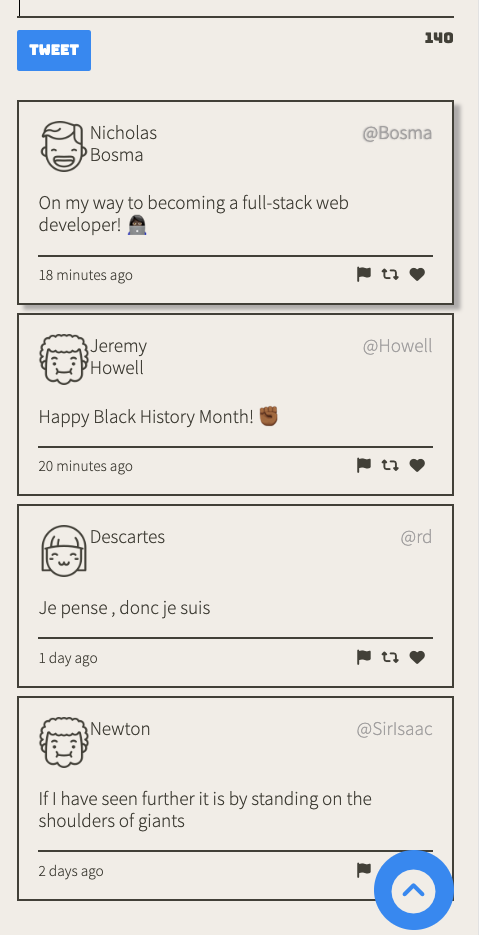 TWEET
140
Nicholas
Bosma
@Bosma
On my way to becoming a full-stack web
developer! 👩🏿‍💻
18 minutes ago
Jeremy
Howell
@Howell
Happy Black History Month! ✊🏾
20 minutes ago
Descartes
@rd
Je pense , donc je suis
1 day ago
Newton
@SirIsaac
If I have seen further it is by standing on the
shoulders of giants
2 days ago